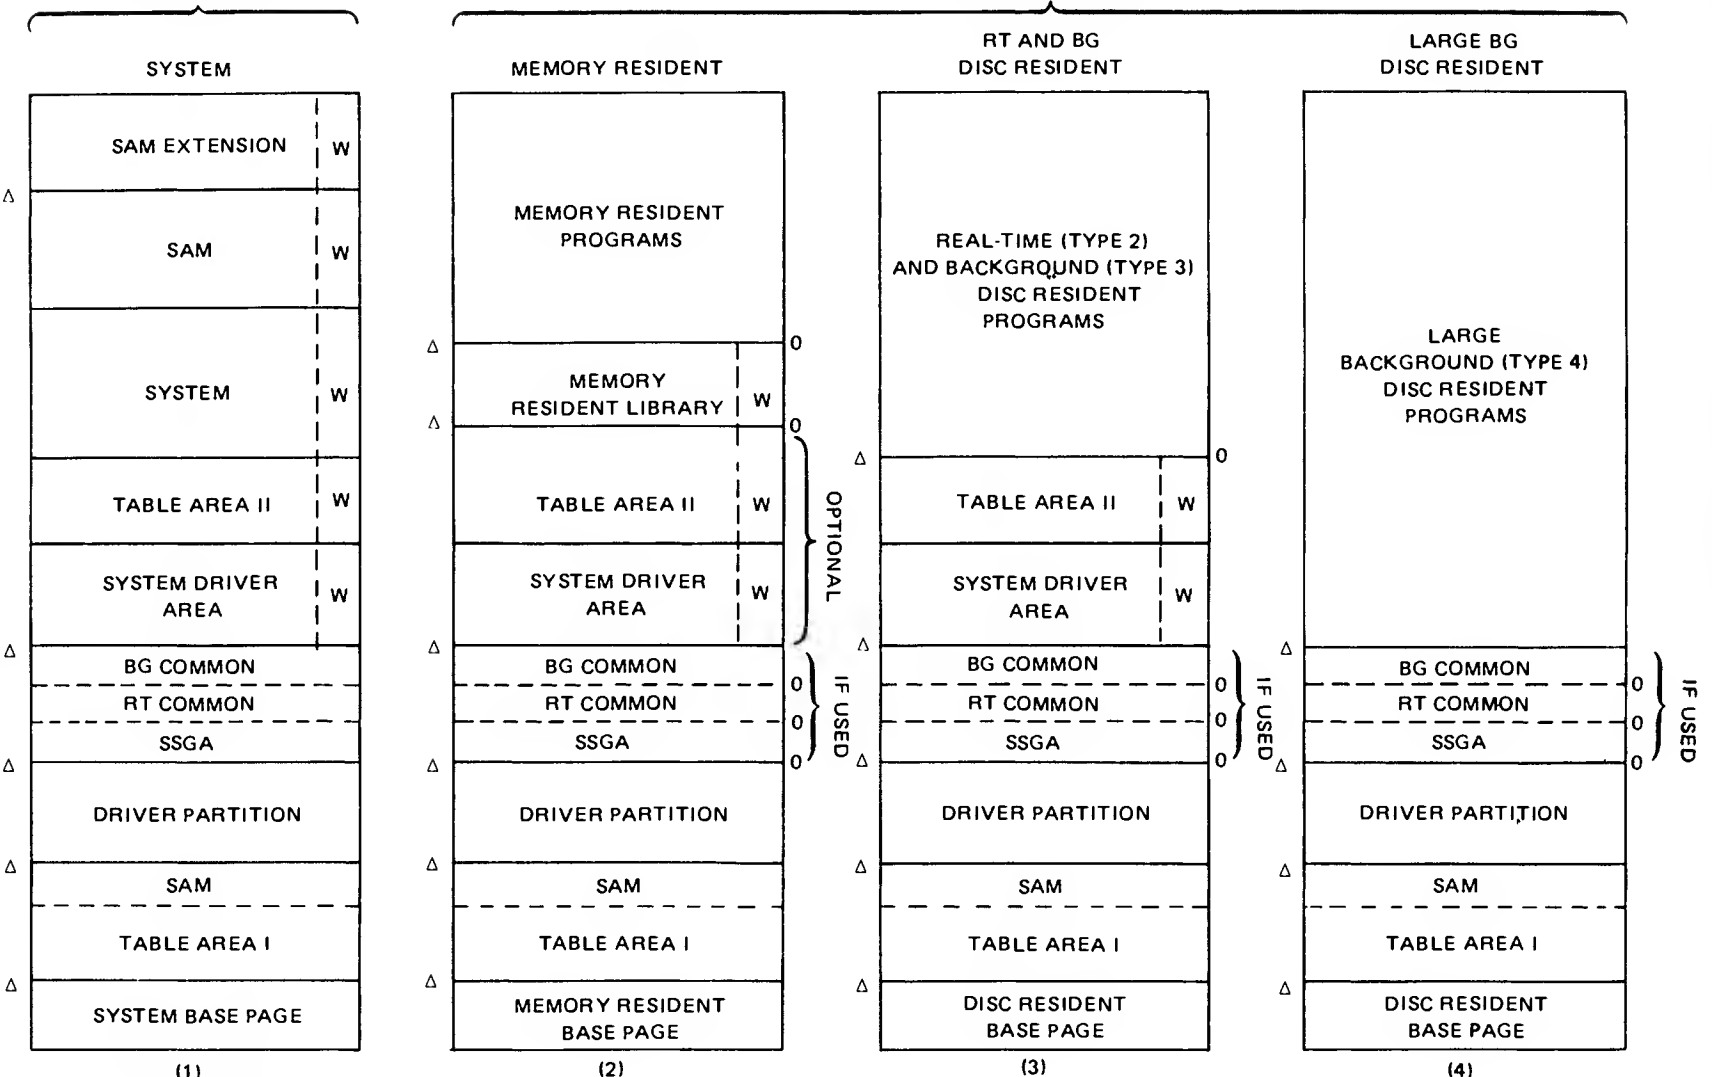 SYSTEM
SAM EXTENSION
W
Δ
SAM
W
SYSTEM
W
TABLE AREA II
W
SYSTEM DRIVER
AREA
W
Δ
BG COMMON
RT COMMON
SSGA
Δ
DRIVER PARTITION
Δ
SAM
TABLE AREA I
Δ
SYSTEM BASE PAGE
(1)
MEMORY RESIDENT
MEMORY RESIDENT
PROGRAMS
Δ
0
MEMORY
RESIDENT LIBRARY
W
Δ
0
TABLE AREA II
W
SYSTEM DRIVER
AREA
W
OPTIONAL
Δ
BG COMMON
0
RT COMMON
0
SSGA
IF USED
Δ
0
DRIVER PARTITION
Δ
SAM
TABLE AREA I
Δ
MEMORY RESIDENT
BASE PAGE
(2)
RT AND BG
DISC RESIDENT
REAL-TIME (TYPE 2)
AND BACKGROUND (TYPE 3)
DISC RESIDENT
PROGRAMS
Δ
0
TABLE AREA II
W
SYSTEM DRIVER
AREA
W
Δ
BG COMMON
0
RT COMMON
0
SSGA
IF USED
Δ
0
DRIVER PARTITION
Δ
SAM
TABLE AREA I
Δ
DISC RESIDENT
BASE PAGE
(3)
LARGE BG
DISC RESIDENT
LARGE
BACKGROUND (TYPE 4)
DISC RESIDENT
PROGRAMS
Δ
BG COMMON
0
RT COMMON
0
SSGA
IF USED
Δ
0
DRIVER PARTITION
Δ
SAM
TABLE AREA I
Δ
DISC RESIDENT
BASE PAGE
(4)